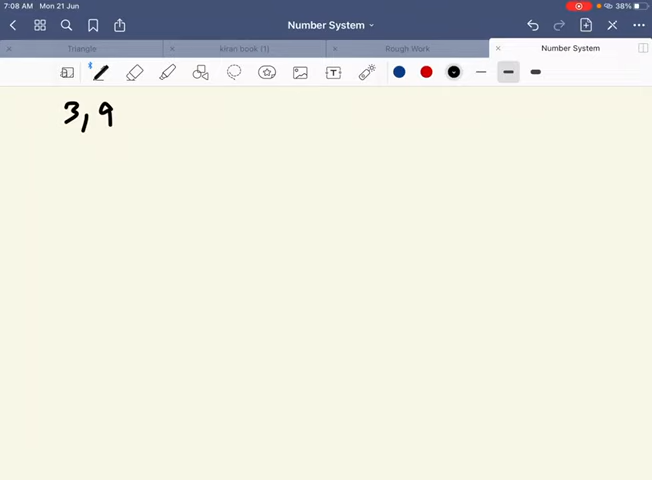 7:08 AM Mon 21 Jun 38%
Number System
Triangle kiran book (1) Rough Work Number System
T
3, 9